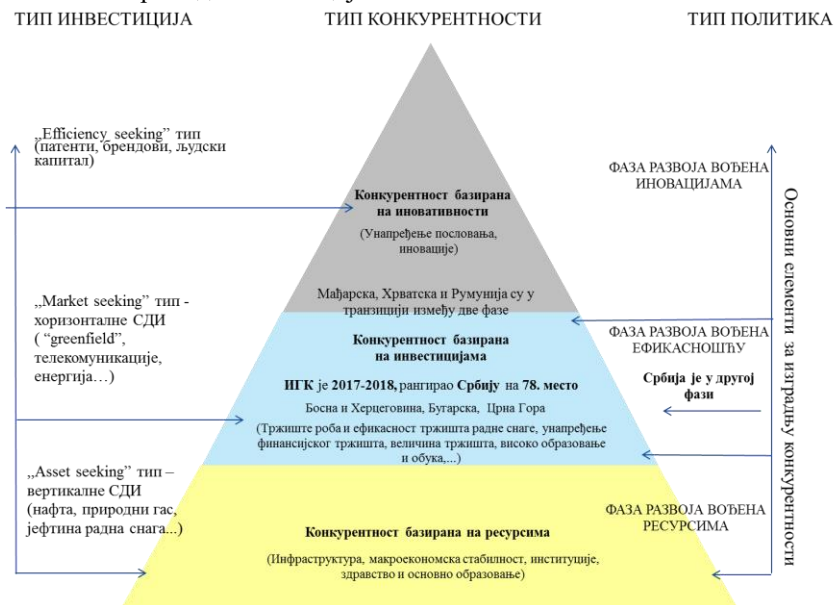 ТИП ИНВЕСТИЦИЈА
ТИП КОНКУРЕНТНОСТИ
ТИП ПОЛИТИКА
„Efficiency seeking” тип
(патенти, брендови, људски
капитал)
„Market seeking” тип -
хоризонталне СДИ
( “greenfield”,
телекомуникације,
енергија…)
„Asset seeking” тип –
вертикалне СДИ
(нафта, природни гас,
јефтина радна снага...)
Конкурентност базирана
на иновативности
(Унапређење пословања,
иновације)
Мађарска, Хрватска и Румунија су у
транзицији између две фазе
Конкурентност базирана
на инвестицијама
ИГК је 2017-2018, рангирао Србију на 78. место
Босна и Херцеговина, Бугарска, Црна Гора
(Тржиште роба и ефикасност тржишта радне снаге, унапређење
финансијског тржишта, величина тржишта, високо образовање
и обука,...)
Конкурентност базирана на ресурсима
(Инфраструктура, макроекономска стабилност, институције,
здравство и основно образовање)
ФАЗА РАЗВОЈА ВОЂЕНА
ИНОВАЦИЈАМА
ФАЗА РАЗВОЈА ВОЂЕНА
ЕФИКАСНОШЋУ
Србија је у другој
фази
ФАЗА РАЗВОЈА ВОЂЕНА
РЕСУРСИМА
Основни елементи за изградњу конкурентности